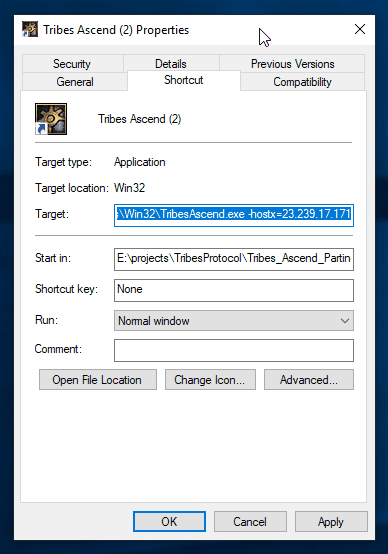 Tribes Ascend (2) Properties
Security Details Previous Versions
General Shortcut Compatibility
Tribes Ascend (2)
Target type: Application
Target location: Win32
Target: \Win32\TribesAscend.exe -hostx=23.239.17.171
Start in: E:\projects\TribesProtocol\Tribes_Ascend_Partin
Shortcut key: None
Run: Normal window
Comment:
Open File Location Change Icon... Advanced...
OK Cancel Apply